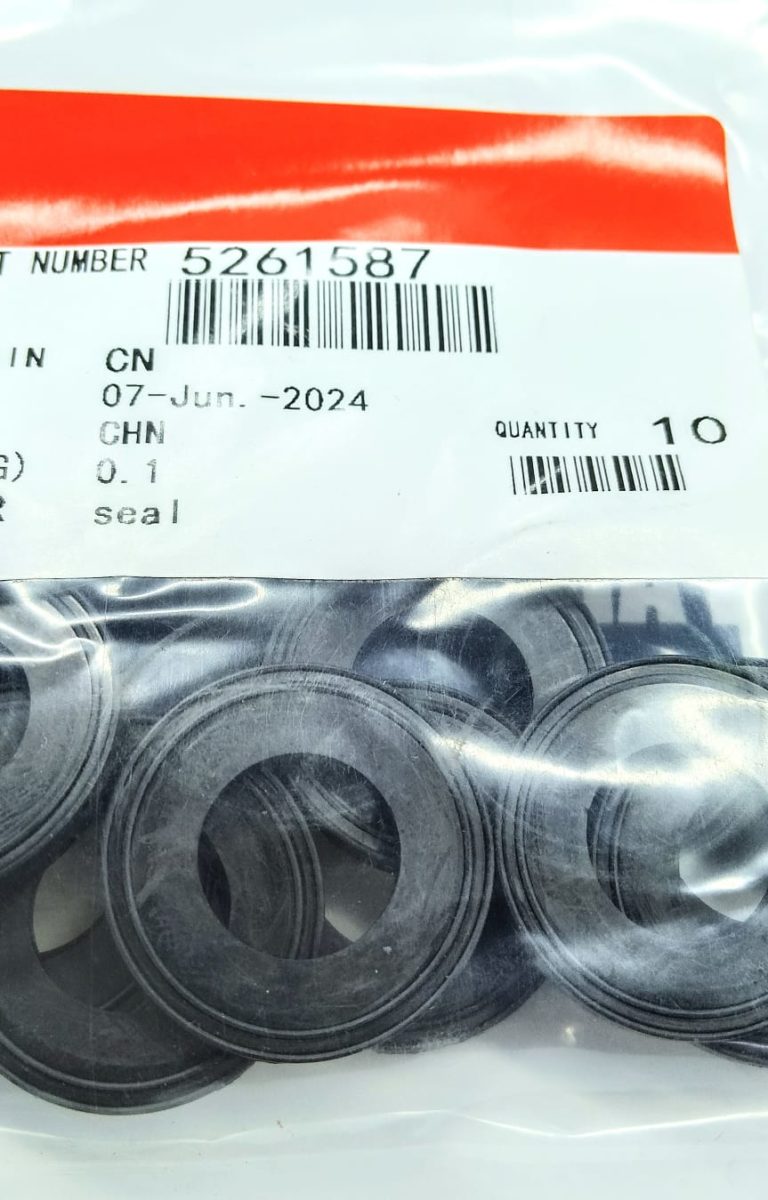 T NUMBER 5261587
IN CN
07-Jun.-2024
CHN
G) 0.1
R seal
QUANTITY 10